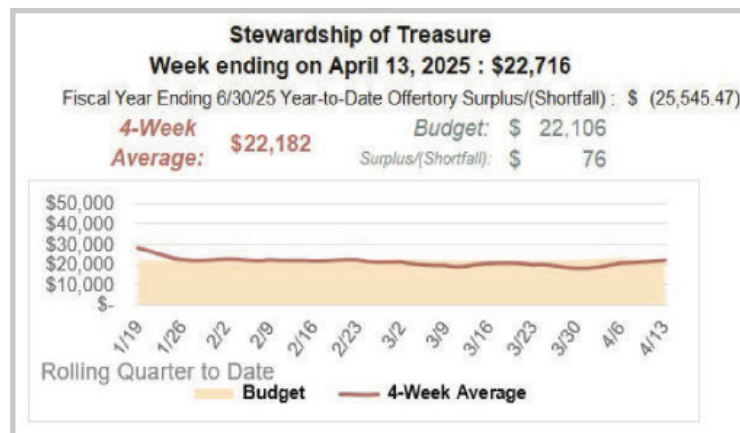 Stewardship of Treasure
Week ending on April 13, 2025 : $22,716
Fiscal Year Ending 6/30/25 Year-to-Date Offertory Surplus/(Shortfall) : $ (25,545.47)
4-Week Average: $22,182
Budget: $ 22,106
Surplus/(Shortfall): $ 76
$50,000
$40,000
$30,000
$20,000
$10,000
$-
1/19 1/26 2/2 2/9 2/16 2/23 3/2 3/9 3/16 3/23 3/30 4/6 4/13
Rolling Quarter to Date
Budget 4-Week Average